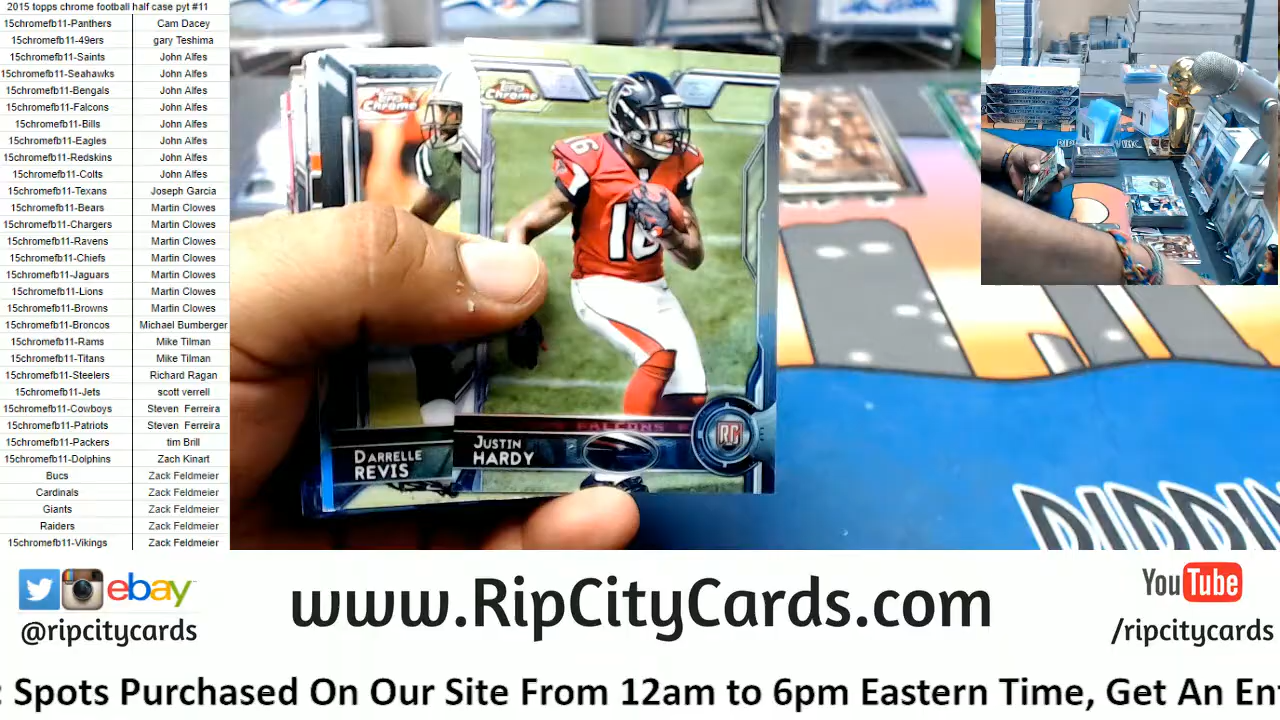 2015 topps chrome football half case pyt #11
15chromefb11-Panthers Cam Dacey
15chromefb11-49ers gary Teshima
15chromefb11-Saints John Alfes
15chromefb11-Seahawks John Alfes
15chromefb11-Bengals John Alfes
15chromefb11-Falcons John Alfes
15chromefb11-Bills John Alfes
15chromefb11-Eagles John Alfes
15chromefb11-Redskins John Alfes
15chromefb11-Colts John Alfes
15chromefb11-Texans Joseph Garcia
15chromefb11-Bears Martin Clowes
15chromefb11-Chargers Martin Clowes
15chromefb11-Ravens Martin Clowes
15chromefb11-Chiefs Martin Clowes
15chromefb11-Jaguars Martin Clowes
15chromefb11-Lions Martin Clowes
15chromefb11-Browns Martin Clowes
15chromefb11-Broncos Michael Bumberger
15chromefb11-Rams Mike Tilman
15chromefb11-Titans Mike Tilman
15chromefb11-Steelers Richard Ragan
15chromefb11-Jets scott verrell
15chromefb11-Cowboys Steven Ferreira
15chromefb11-Patriots Steven Ferreira
15chromefb11-Packers tim Brill
15chromefb11-Dolphins Zach Kinart
Bucs Zack Feldmeier
Cardinals Zack Feldmeier
Giants Zack Feldmeier
Raiders Zack Feldmeier
15chromefb11-Vikings Zack Feldmeier
Topps Chrome
Topps Chrome
16
FALCONS
RC
JUSTIN
HARDY
DARRELLE
REVIS
RIPPIN
R T
ebay
@ripcitycards
www.RipCityCards.com
YouTube
/ripcitycards
: Spots Purchased On Our Site From 12am to 6pm Eastern Time, Get An En